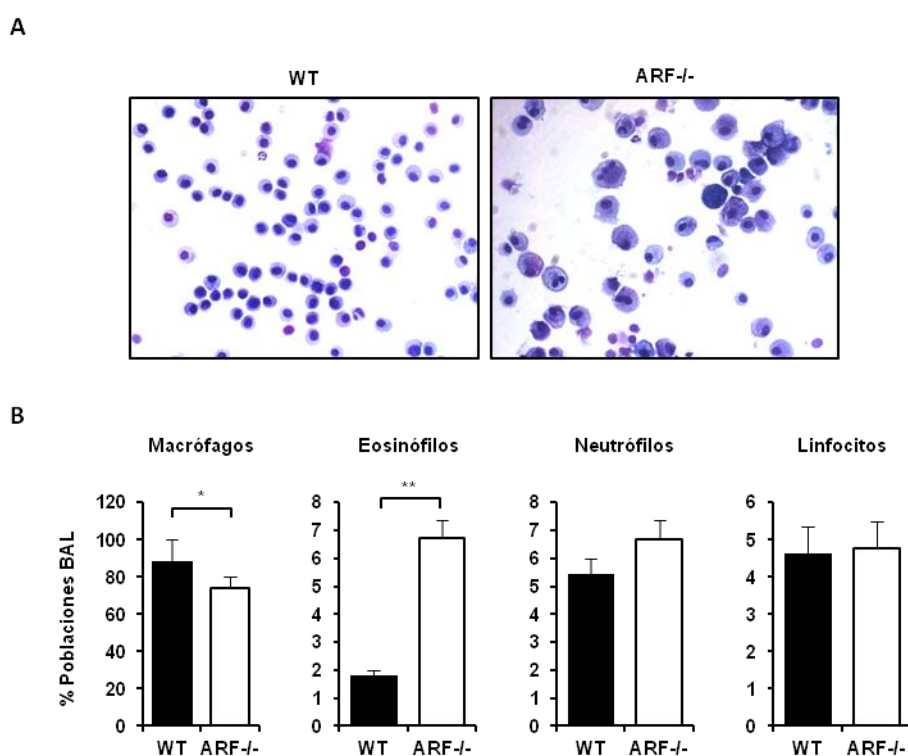 A
WT
ARF-/-
B
Macrófagos
Eosinófilos
Neutrófilos
Linfocitos
% Poblaciones BAL
120
100
80
60
40
20
0
*
WT ARF-/-
8
7
6
5
4
3
2
1
0
**
WT ARF-/-
8
7
6
5
4
3
2
1
0
WT ARF-/-
6
5
4
3
2
1
0
WT ARF-/-